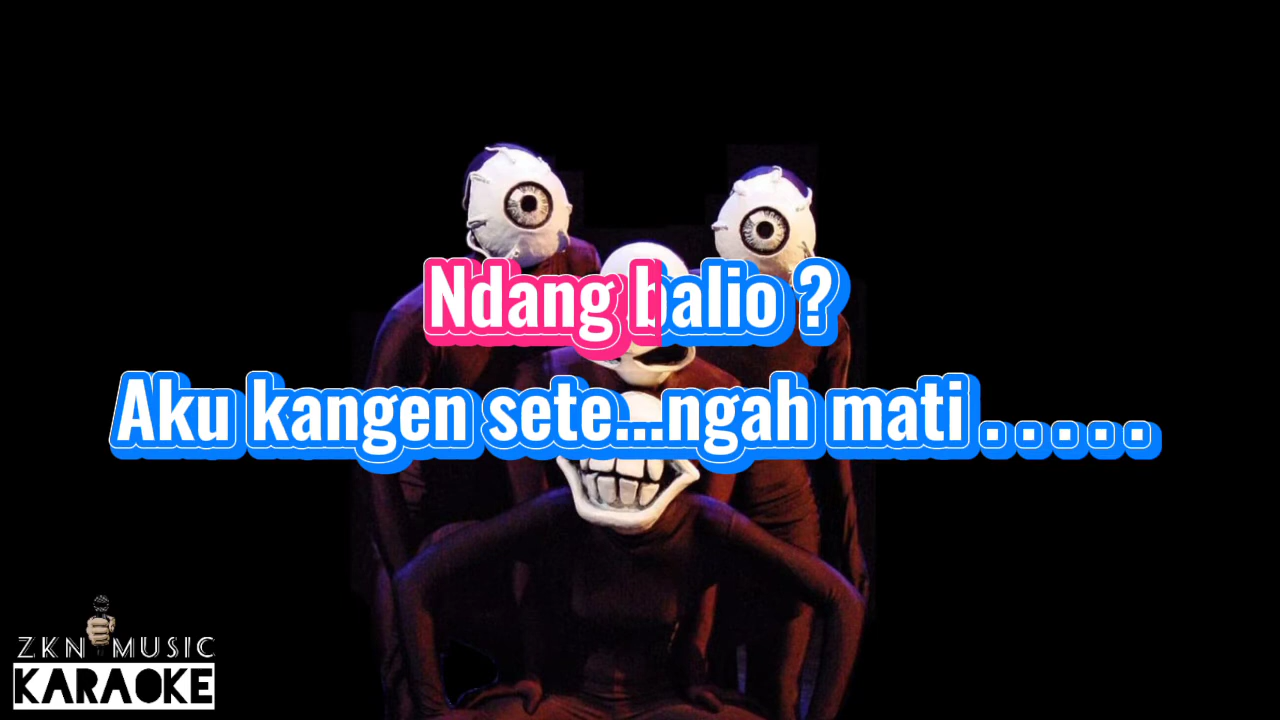 Ndang balio ?
Aku kangen sete...ngah mati . . . . .
ZKN MUSIC
KARAOKE